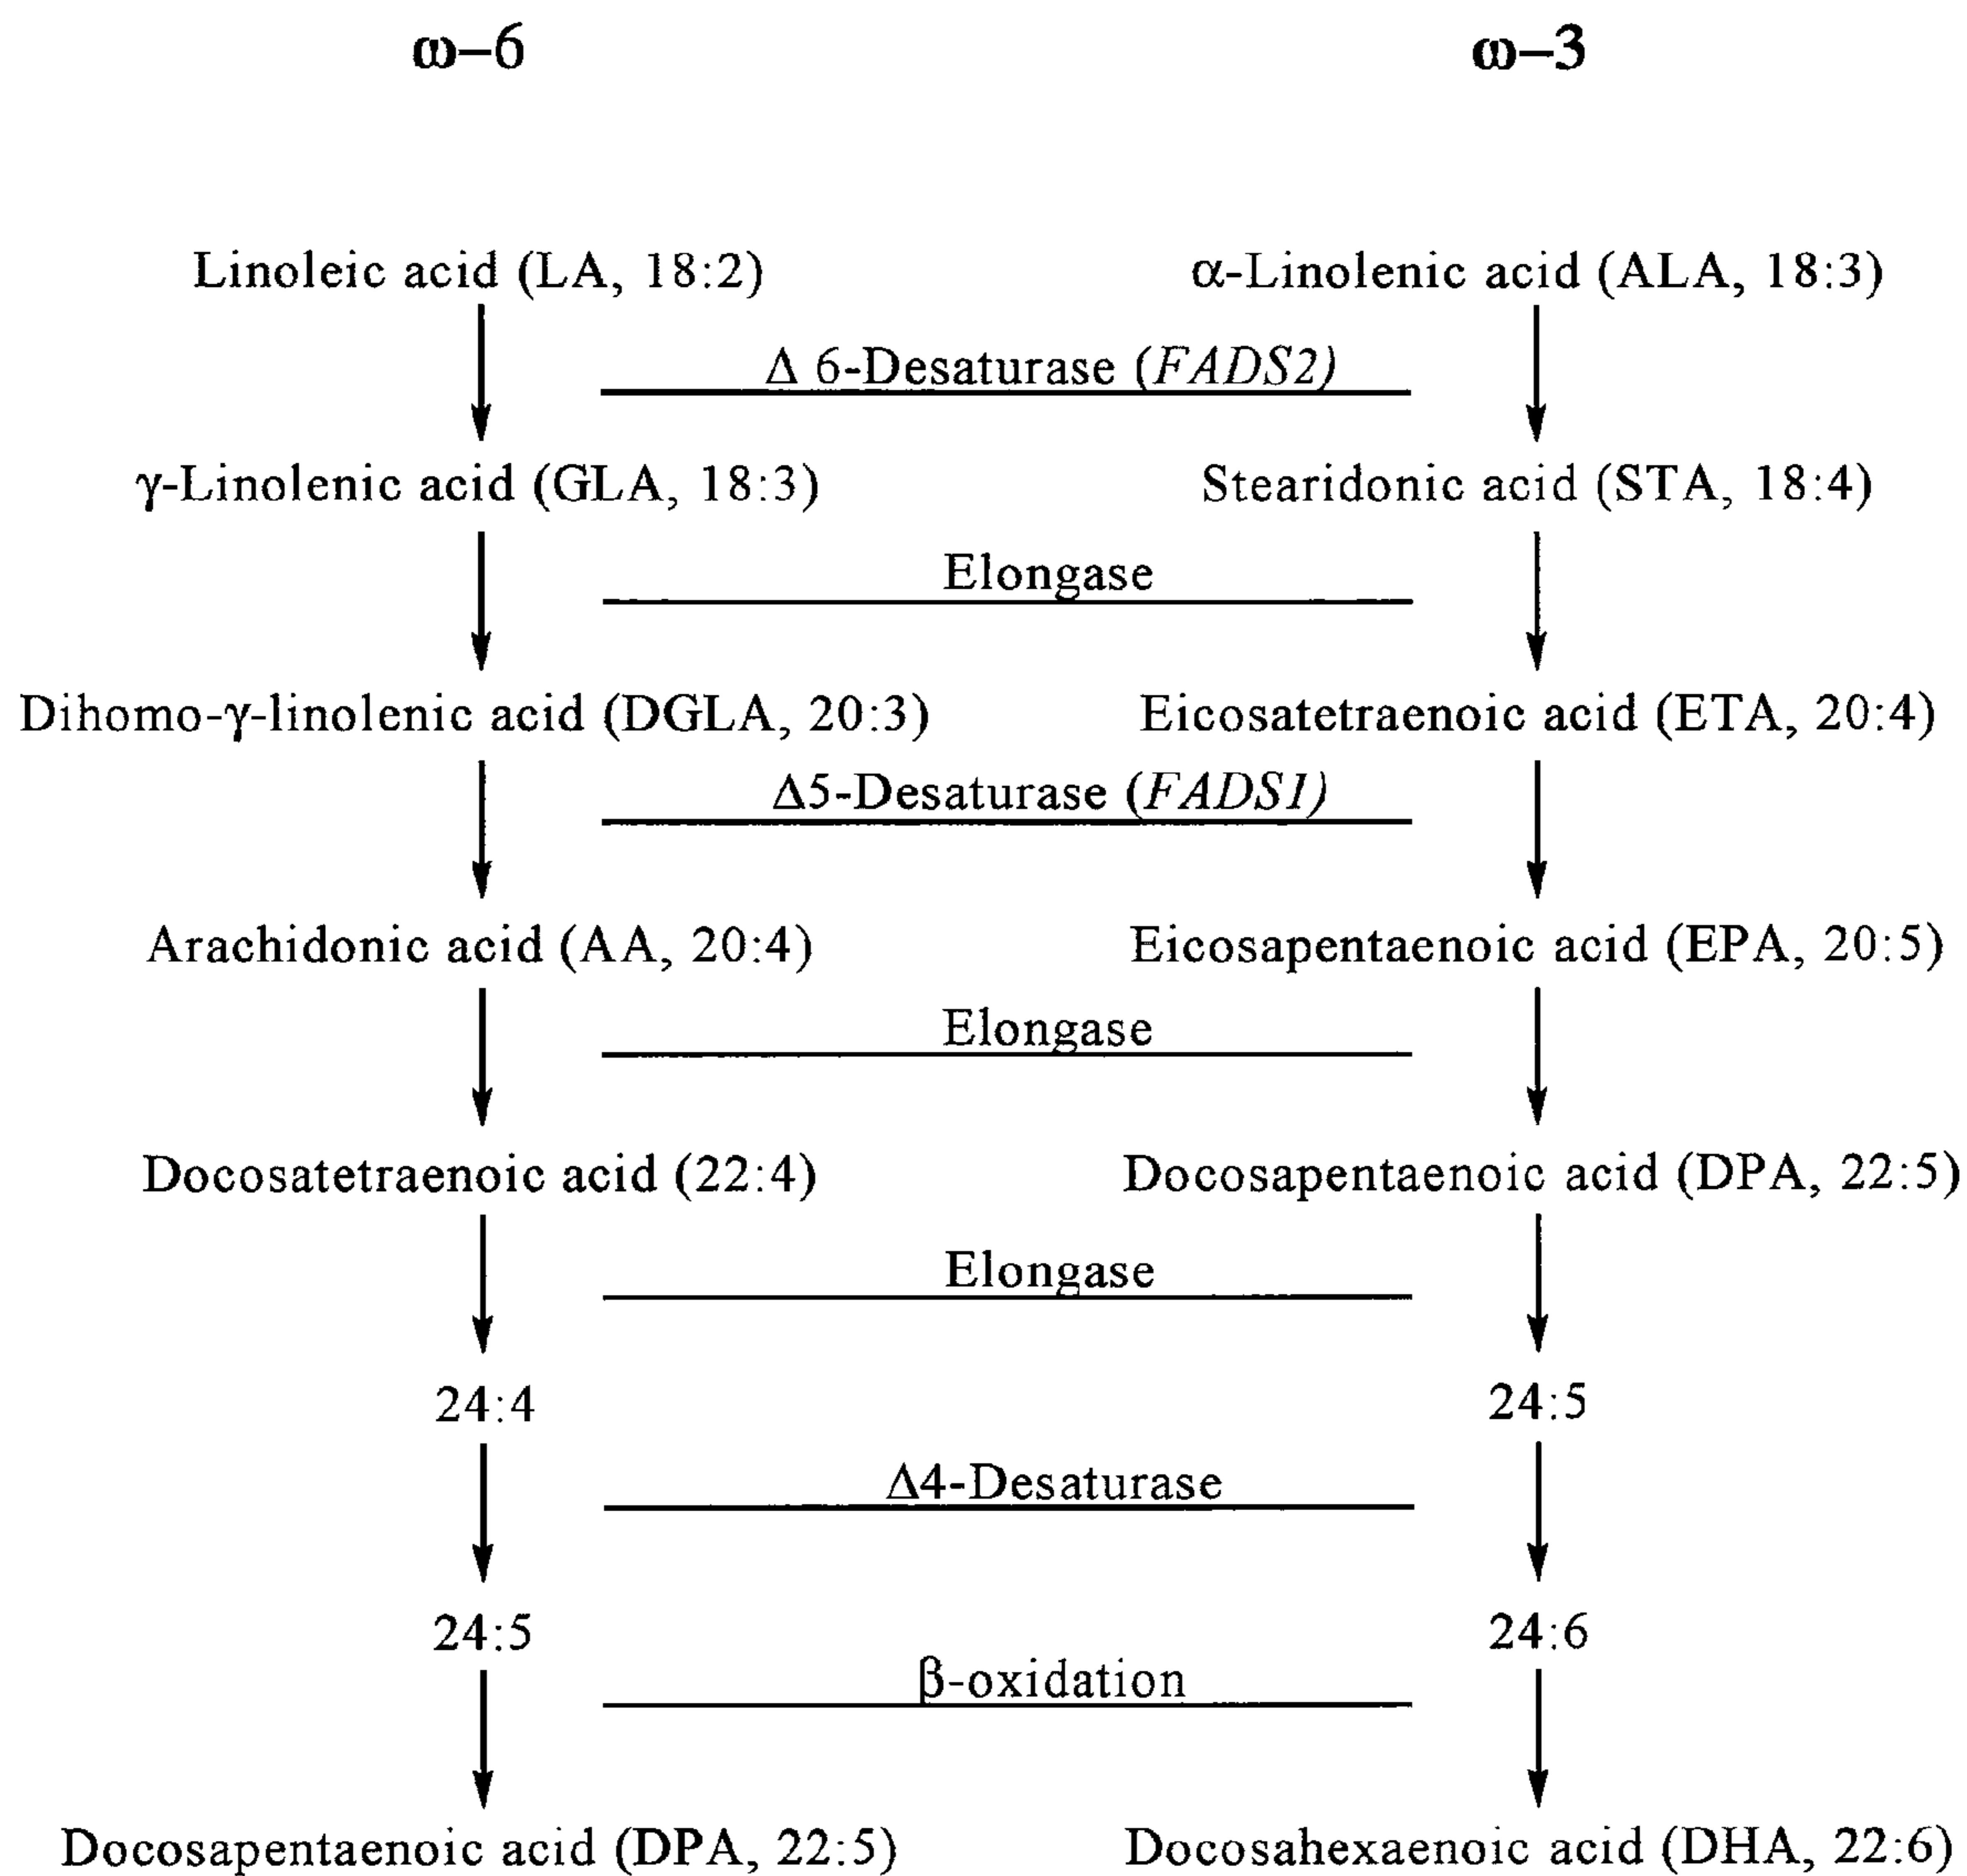 ω–6 ω–3
Linoleic acid (LA, 18:2) α-Linolenic acid (ALA, 18:3)
Δ 6-Desaturase (FADS2)
γ-Linolenic acid (GLA, 18:3) Stearidonic acid (STA, 18:4)
Elongase
Dihomo-γ-linolenic acid (DGLA, 20:3) Eicosatetraenoic acid (ETA, 20:4)
Δ5-Desaturase (FADS1)
Arachidonic acid (AA, 20:4) Eicosapentaenoic acid (EPA, 20:5)
Elongase
Docosatetraenoic acid (22:4) Docosapentaenoic acid (DPA, 22:5)
Elongase
24:4 24:5
Δ4-Desaturase
24:5 24:6
β-oxidation
Docosapentaenoic acid (DPA, 22:5) Docosahexaenoic acid (DHA, 22:6)